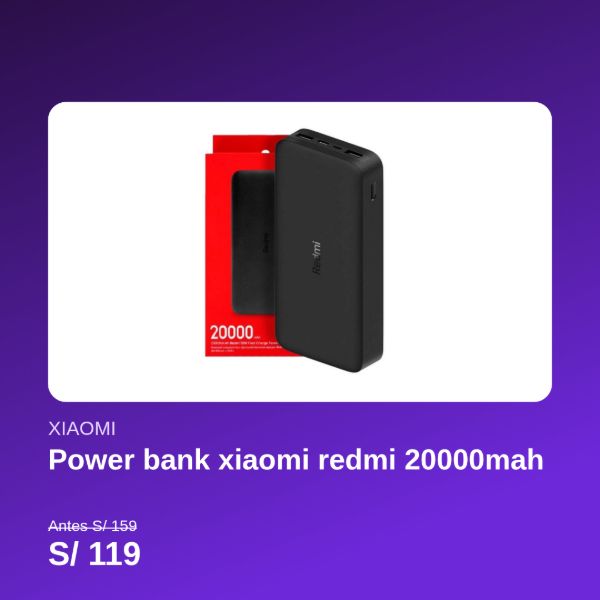 Redmi
20000
XIAOMI
Power bank xiaomi redmi 20000mah
Antes S/ 159
S/ 119